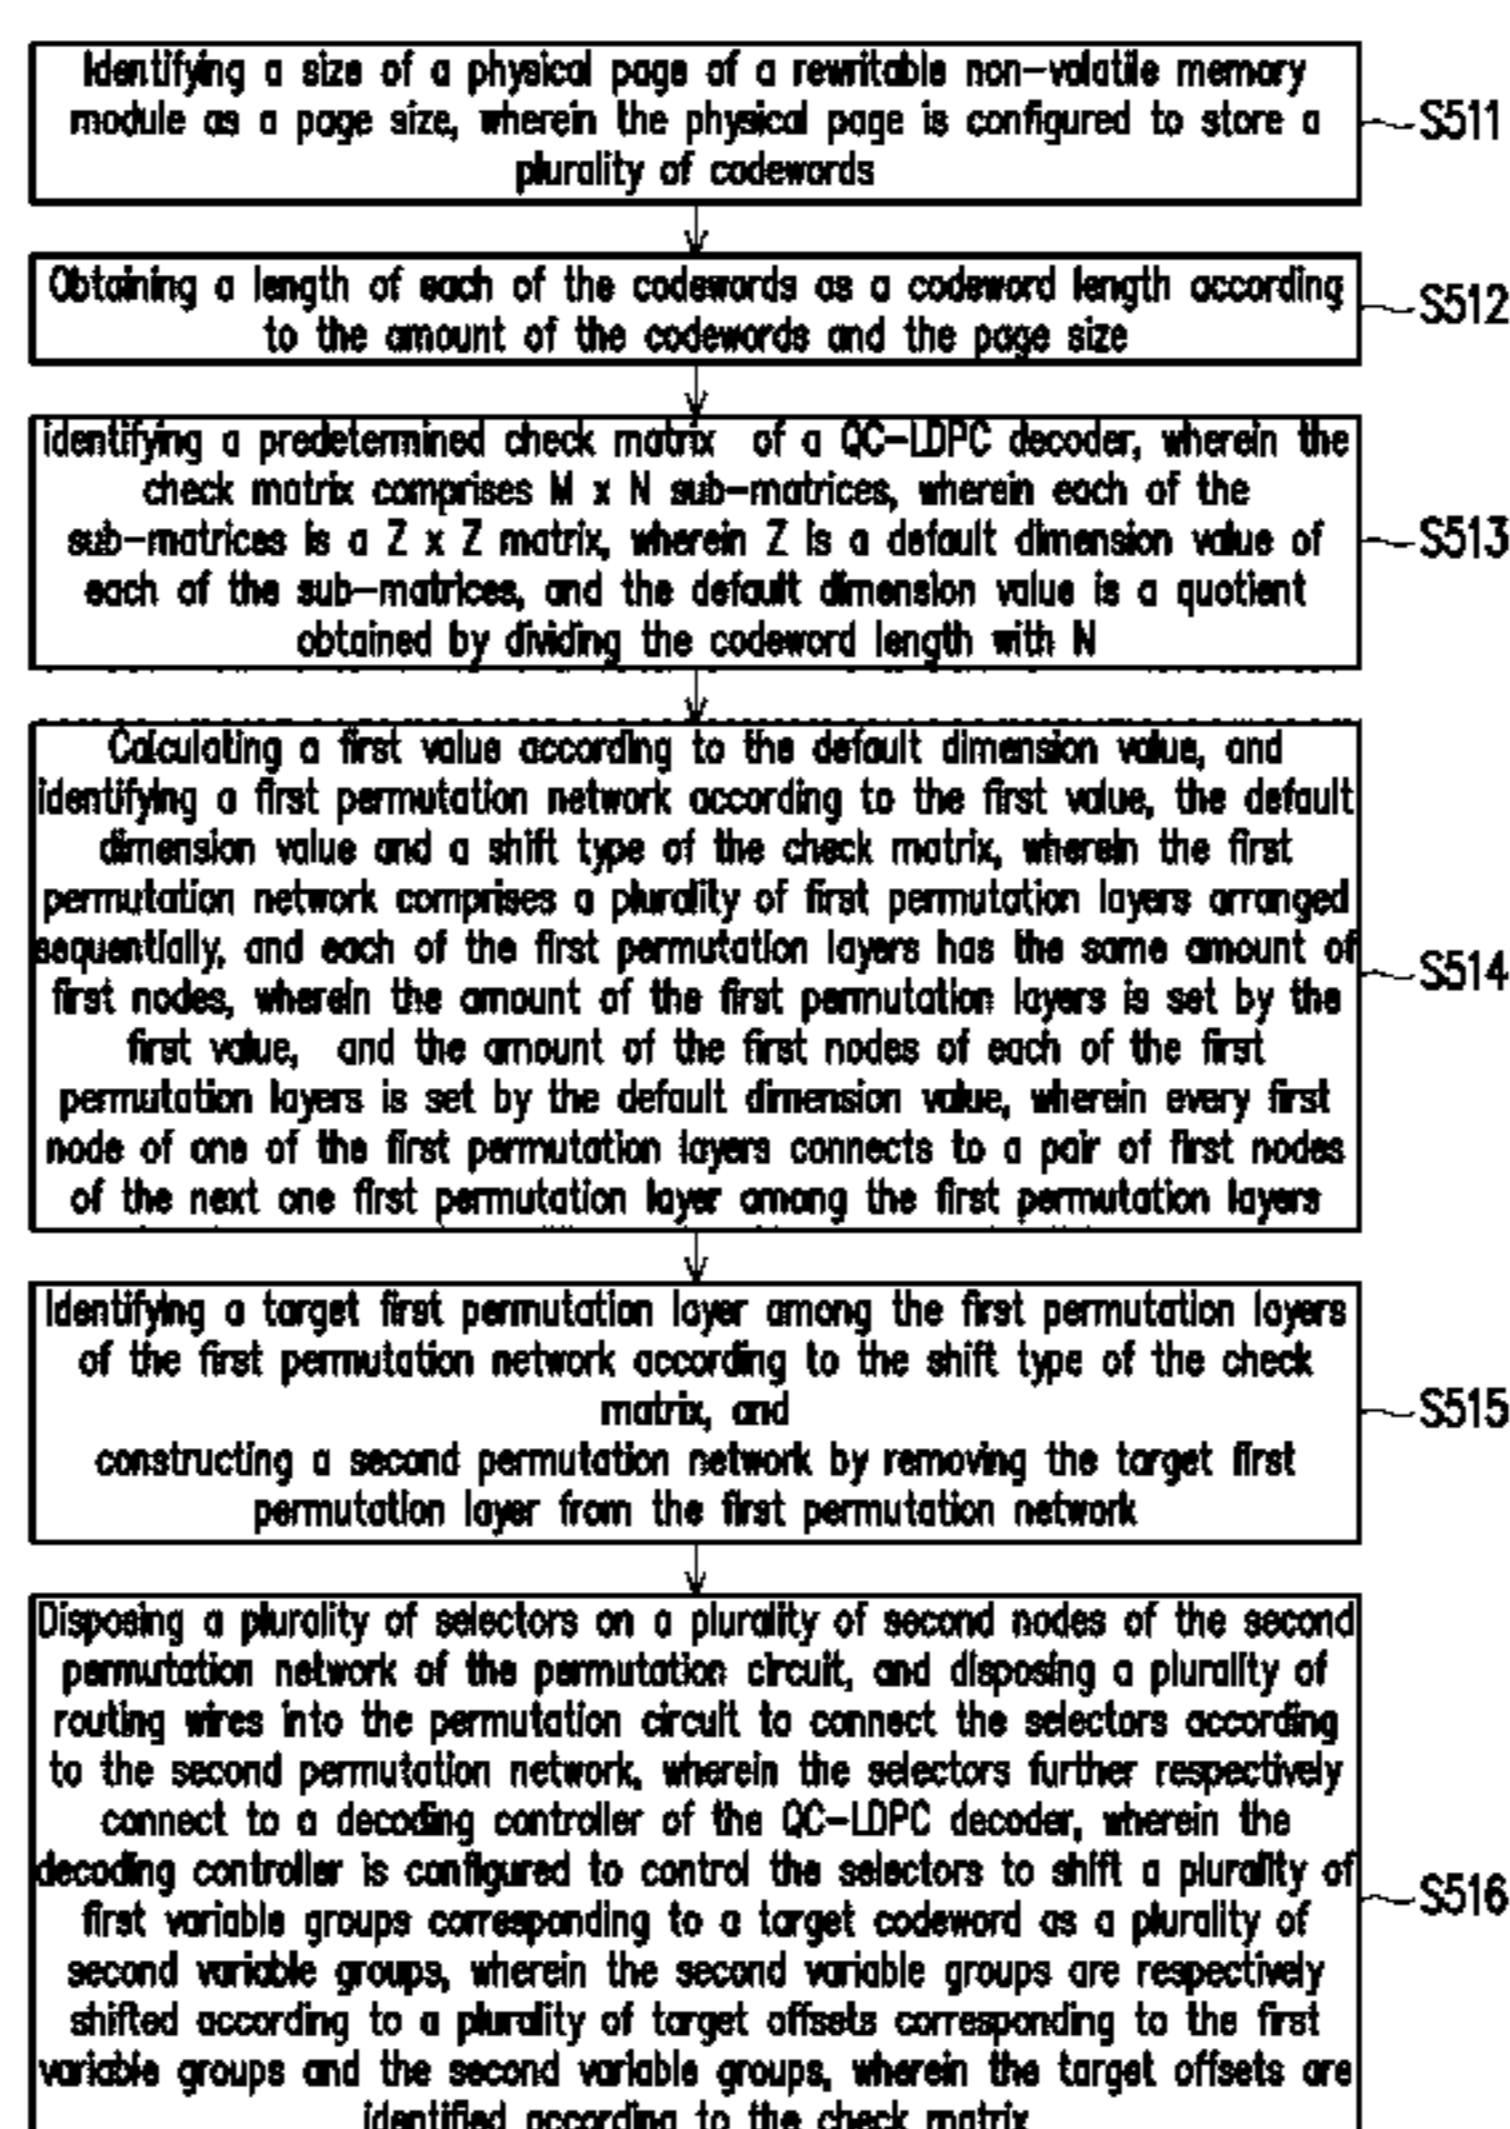 Identifying a size of a physical page of a rewritable non-volatile memory
module as a page size, wherein the physical page is configured to store a
plurality of codewords
S511
Obtaining a length of each of the codewords as a codeword length according
to the amount of the codewords and the page size
S512
identifying a predetermined check matrix of a QC-LDPC decoder, wherein the
check matrix comprises M x N sub-matrices, wherein each of the
sub-matrices is a Z x Z matrix, wherein Z is a default dimension value of
each of the sub-matrices, and the default dimension value is a quotient
obtained by dividing the codeword length with N
S513
Calculating a first value according to the default dimension value, and
identifying a first permutation network according to the first value, the default
dimension value and a shift type of the check matrix, wherein the first
permutation network comprises a plurality of first permutation layers arranged
sequentially, and each of the first permutation layers has the same amount of
first nodes, wherein the amount of the first permutation layers is set by the
first value, and the amount of the first nodes of each of the first
permutation layers is set by the default dimension value, wherein every first
node of one of the first permutation layers connects to a pair of first nodes
of the next one first permutation layer among the first permutation layers
S514
Identifying a target first permutation layer among the first permutation layers
of the first permutation network according to the shift type of the check
matrix, and
constructing a second permutation network by removing the target first
permutation layer from the first permutation network
S515
Disposing a plurality of selectors on a plurality of second nodes of the second
permutation network of the permutation circuit, and disposing a plurality of
routing wires into the permutation circuit to connect the selectors according
to the second permutation network, wherein the selectors further respectively
connect to a decoding controller of the QC-LDPC decoder, wherein the
decoding controller is configured to control the selectors to shift a plurality of
first variable groups corresponding to a target codeword as a plurality of
second variable groups, wherein the second variable groups are respectively
shifted according to a plurality of target offsets corresponding to the first
variable groups and the second variable groups, wherein the target offsets are
identified according to the check matrix
S516